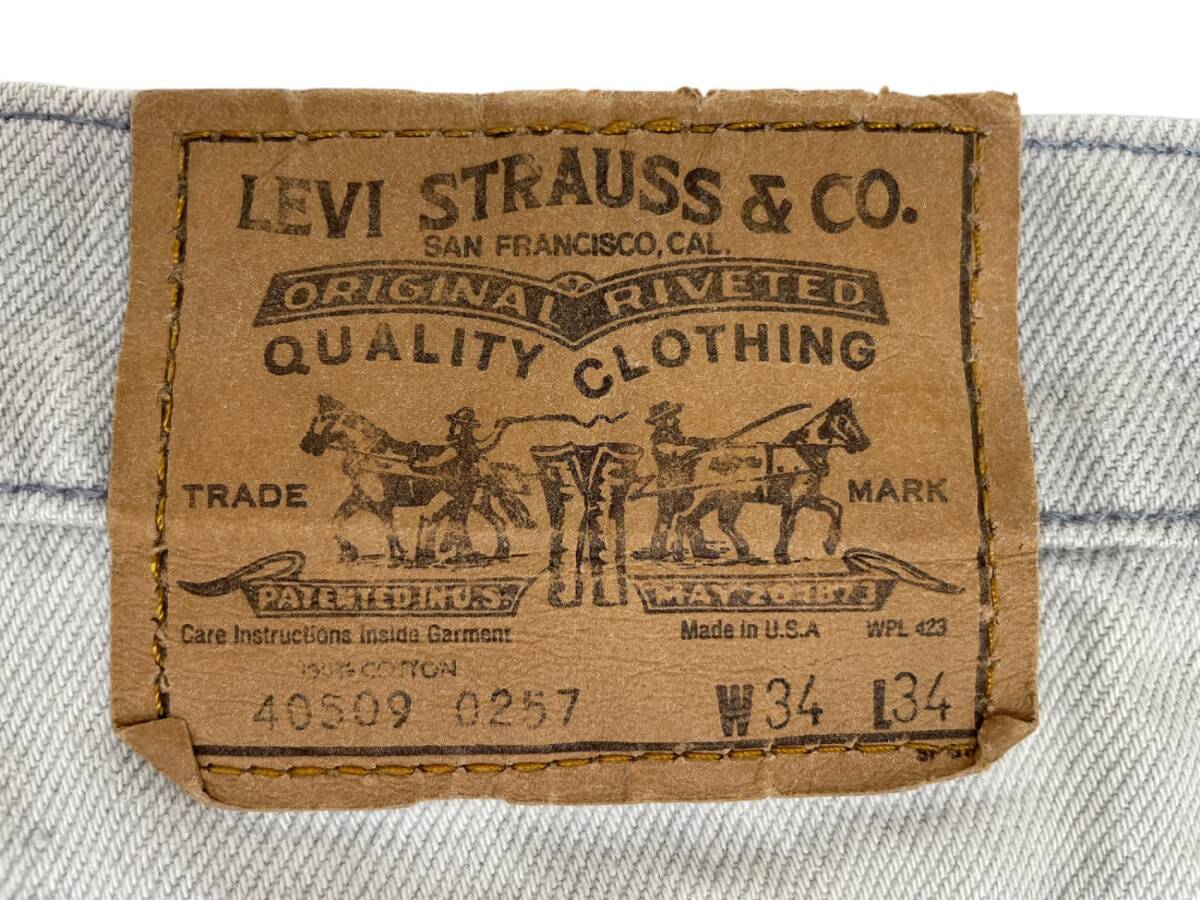 LEVI STRAUSS & CO.
SAN FRANCISCO, CAL.
ORIGINAL RIVETED
QUALITY CLOTHING
TRADE MARK
PATENTED IN U.S. MAY 20 1873
Care Instructions Inside Garment Made in U.S.A WPL 423
100% COTTON
40509 0257 W34 L34